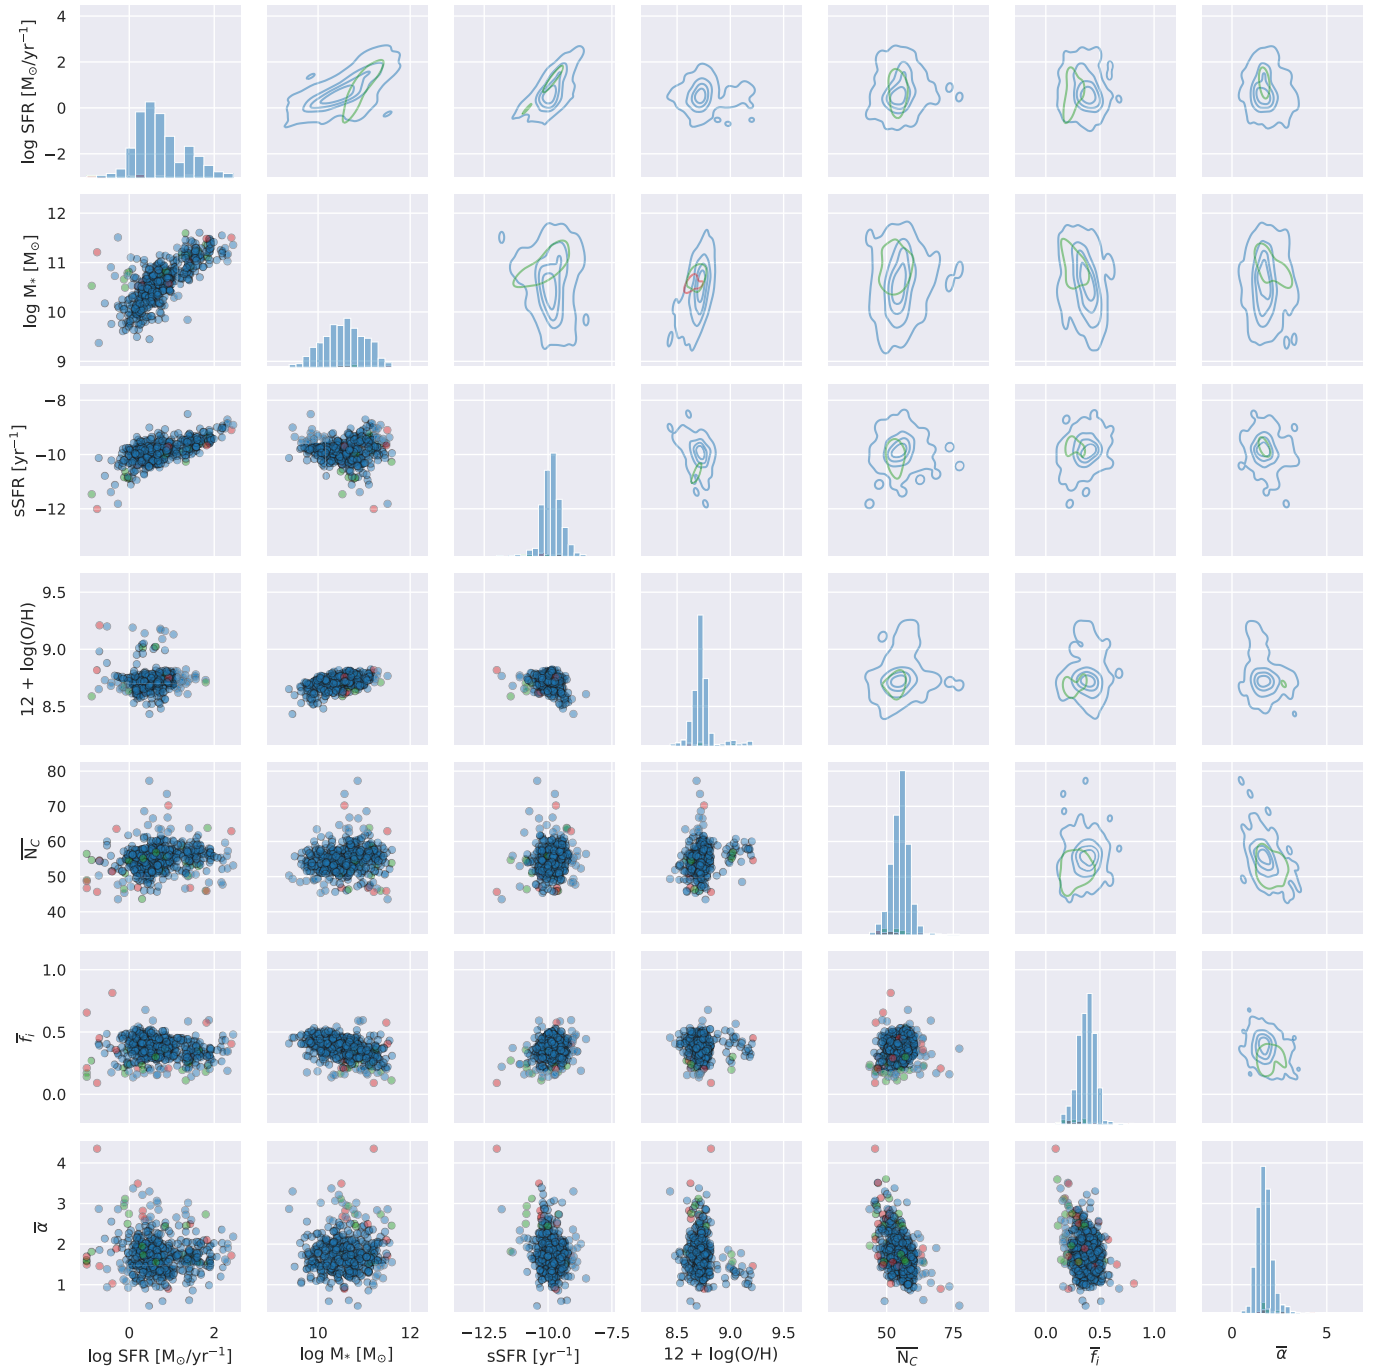 log SFR [M⊙/yr⁻¹]
4
2
0
−2
log M* [M⊙]
12
11
10
9
sSFR [yr⁻¹]
−8
−10
−12
12 + log(O/H)
9.5
9.0
8.5
N̅_C̅
80
70
60
50
40
f̅ᵢ
1.0
0.5
0.0
α̅
4
3
2
1
0 2 10 12 −12.5 −10.0 −7.5 8.5 9.0 9.5 50 75 0.0 0.5 1.0 0 5
log SFR [M⊙/yr⁻¹] log M* [M⊙] sSFR [yr⁻¹] 12 + log(O/H) N̅_C̅ f̅ᵢ α̅